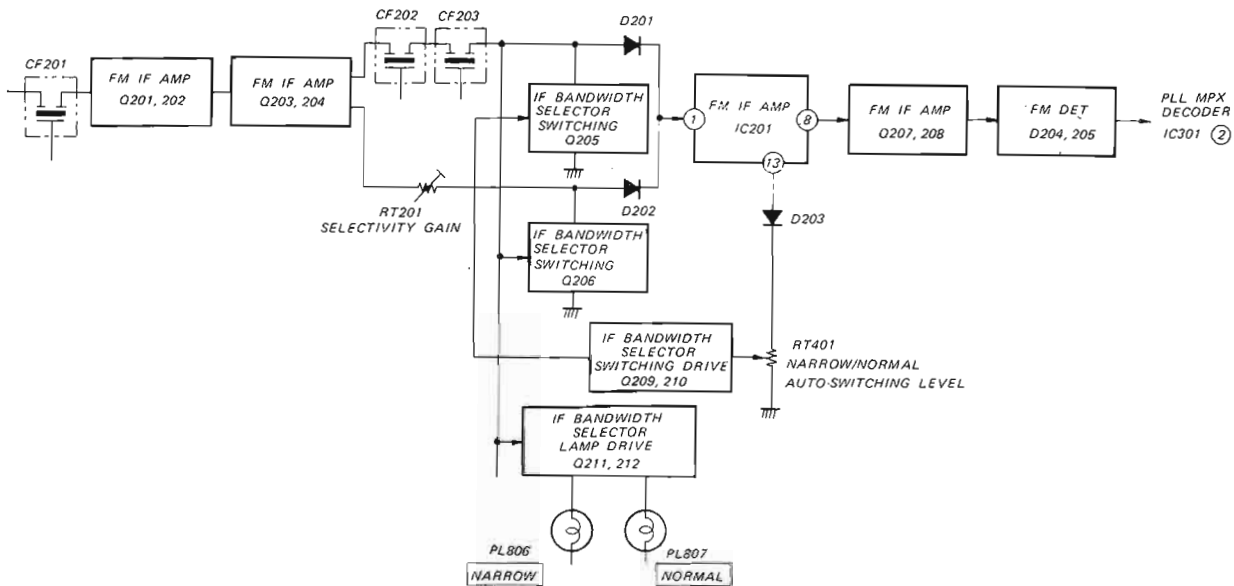 CF202
CF203
D201
CF201
FM IF AMP
Q201, 202
FM IF AMP
Q203, 204
IF BANDWIDTH
SELECTOR
SWITCHING
Q205
1
FM IF AMP
IC201
8
13
FM IF AMP
Q207, 208
FM DET
D204, 205
PLL MPX
DECODER
IC301 2
RT201
SELECTIVITY GAIN
D202
D203
IF BANDWIDTH
SELECTOR
SWITCHING
Q206
IF BANDWIDTH
SELECTOR
SWITCHING DRIVE
Q209, 210
RT401
NARROW/NORMAL
AUTO-SWITCHING LEVEL
IF BANDWIDTH
SELECTOR
LAMP DRIVE
Q211, 212
PL806
NARROW
PL807
NORMAL